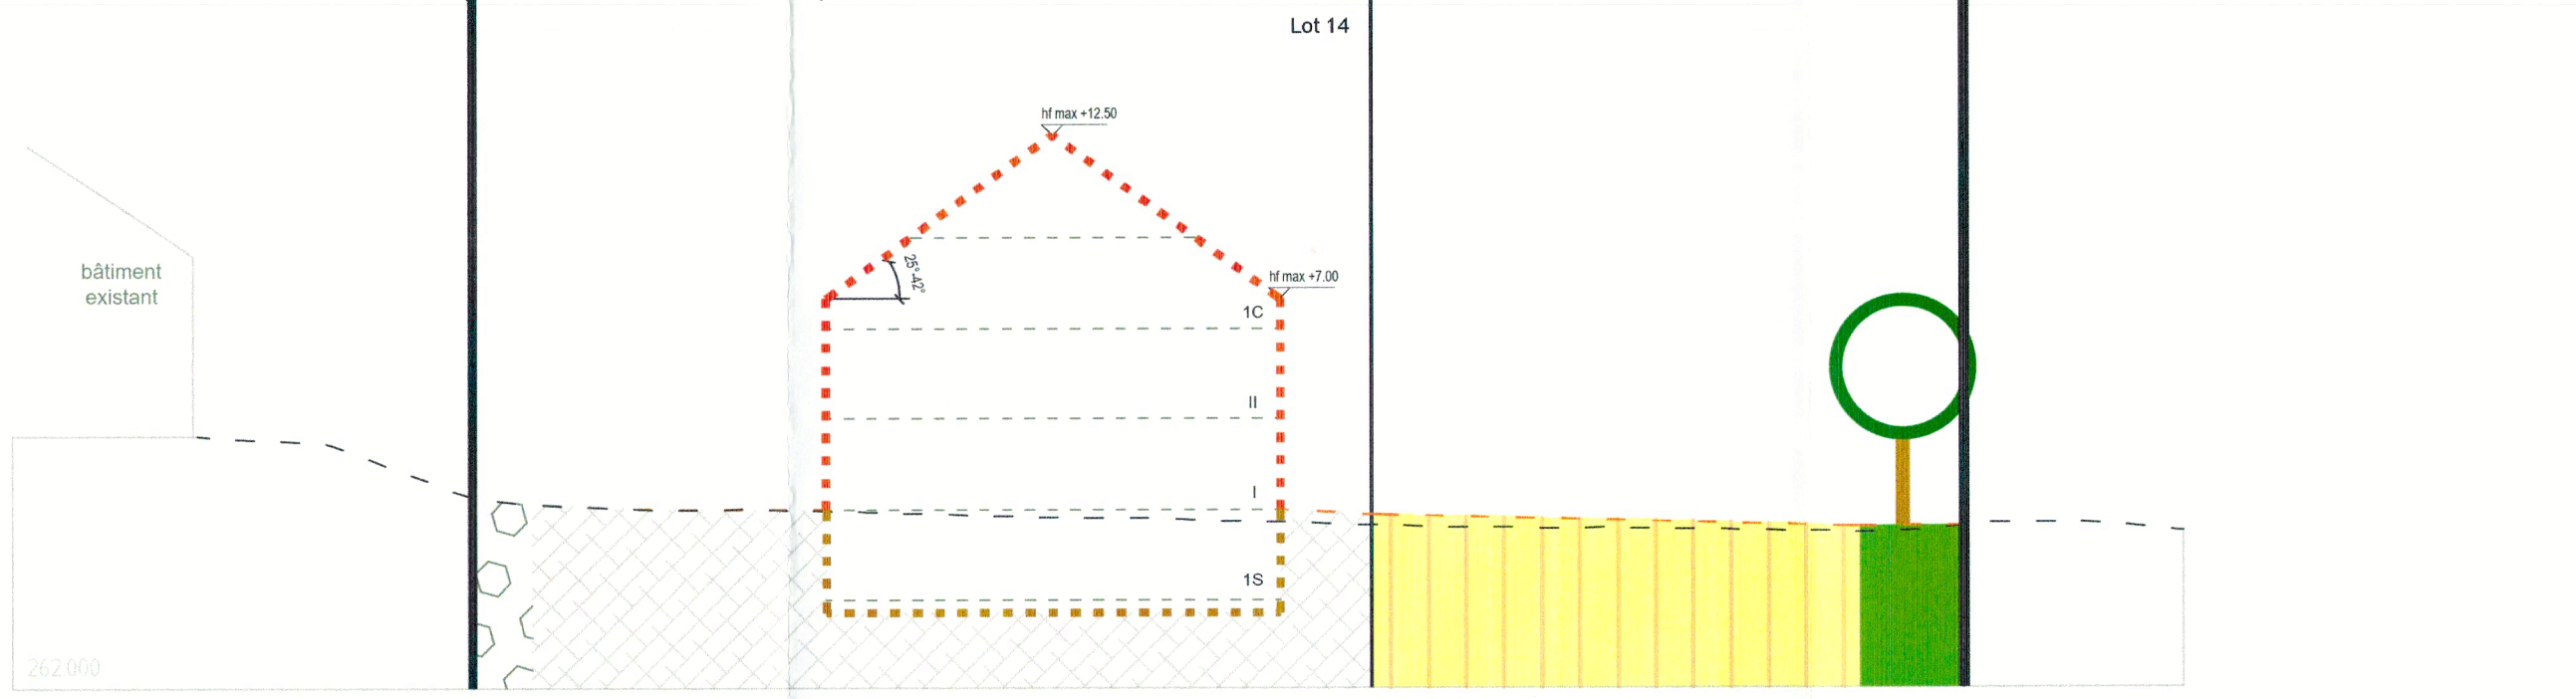 Lot 14
hf max +12.50
25°-42°
hf max +7.00
bâtiment
existant
1C
II
I
1S
262.000